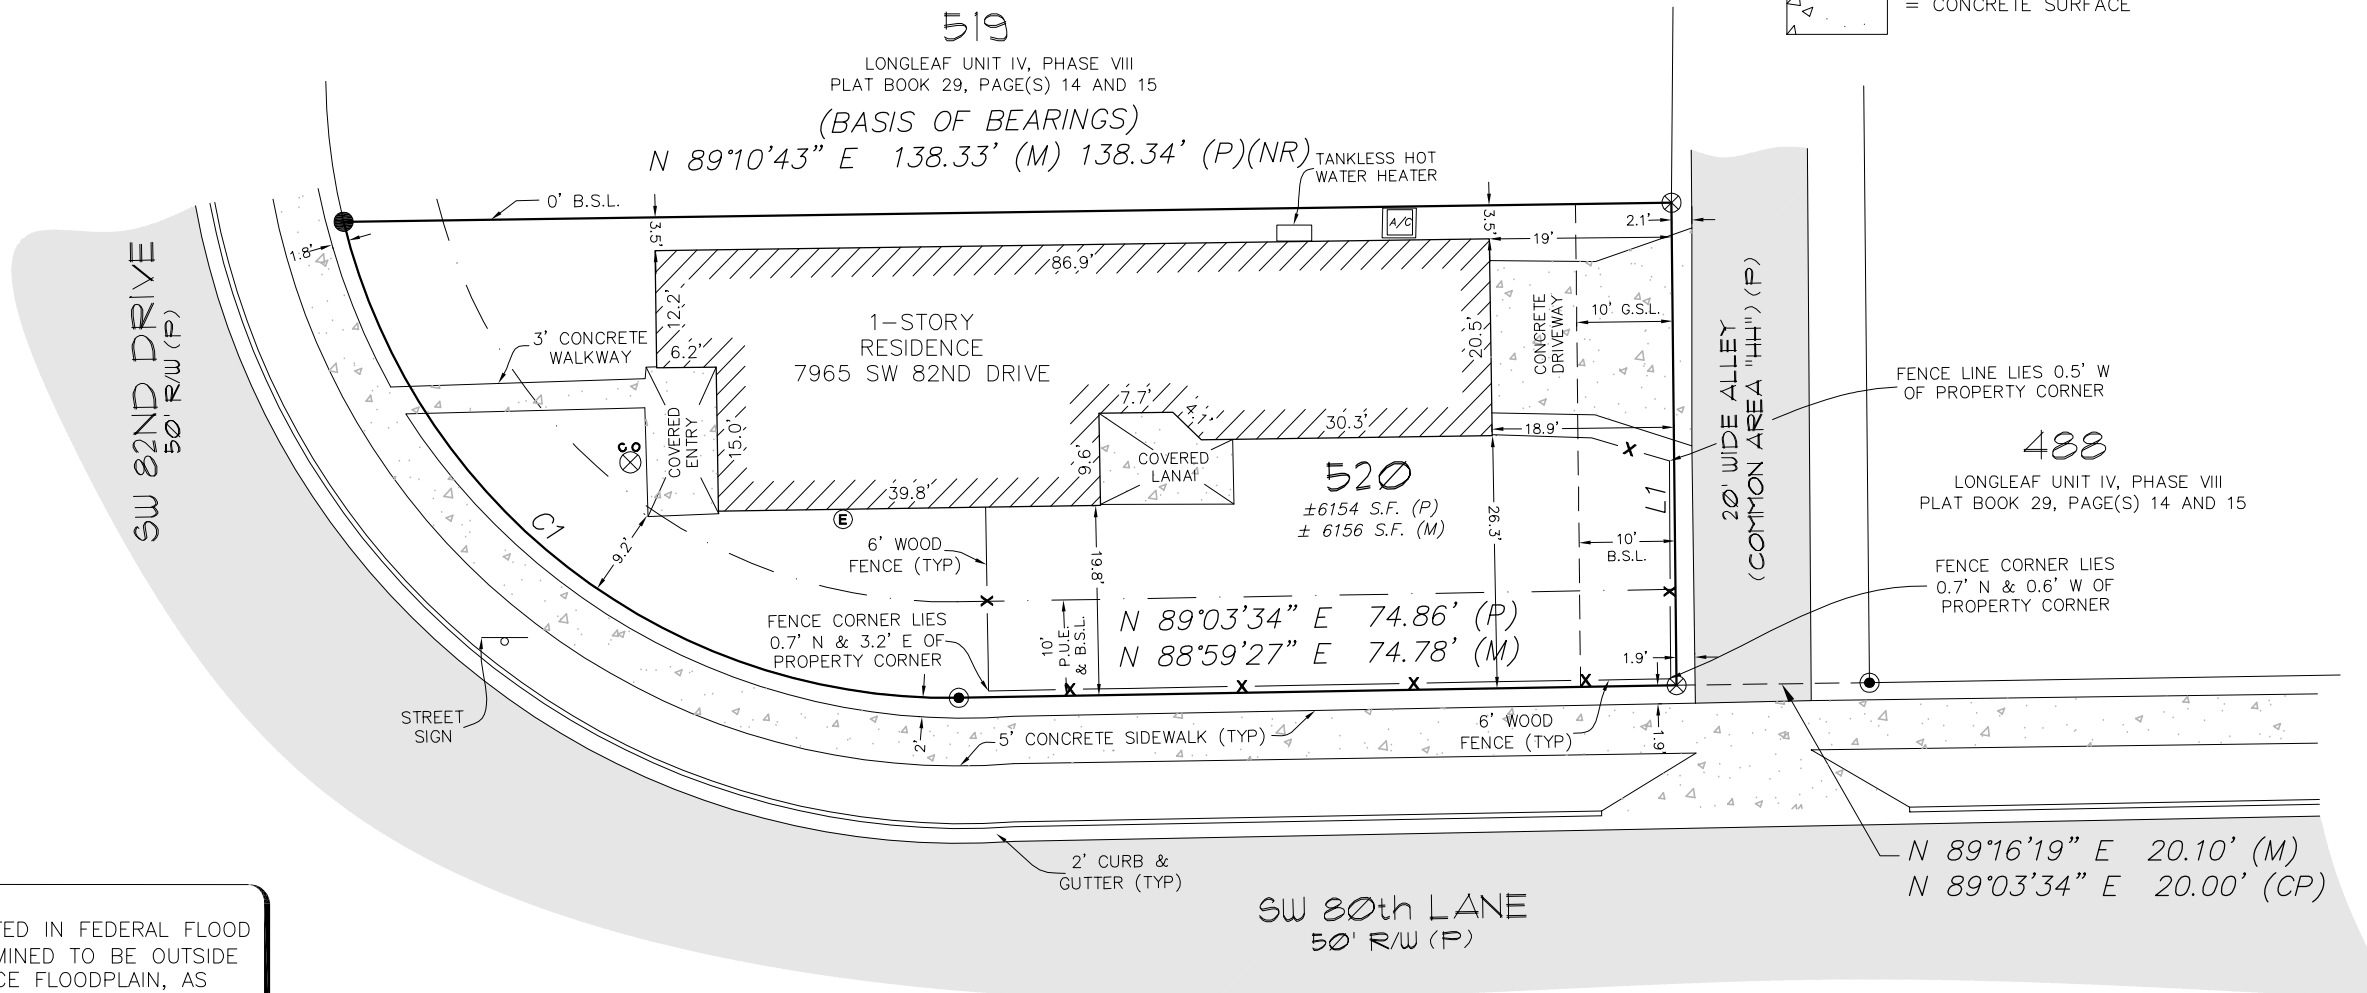 519
LONGLEAF UNIT IV, PHASE VIII
PLAT BOOK 29, PAGE(S) 14 AND 15
(BASIS OF BEARINGS)
N 89°10'43" E 138.33' (M) 138.34' (P)(NR)
= CONCRETE SURFACE
TANKLESS HOT
WATER HEATER
0' B.S.L.
3.5'
3.5'
A/C
2.1'
19'
1.8'
86.9'
SW 82ND DRIVE
50' R/W (P)
12.2'
1-STORY
RESIDENCE
7965 SW 82ND DRIVE
20.5'
CONCRETE
DRIVEWAY
10' G.S.L.
3' CONCRETE
WALKWAY
6.2'
7.7'
4.1'
30.3'
18.9'
20' WIDE ALLEY
(COMMON AREA "HH") (P)
FENCE LINE LIES 0.5' W
OF PROPERTY CORNER
488
LONGLEAF UNIT IV, PHASE VIII
PLAT BOOK 29, PAGE(S) 14 AND 15
CO
COVERED
ENTRY
15.0'
9.6'
COVERED
LANAI
X
39.8'
E
520
±6154 S.F. (P)
± 6156 S.F. (M)
L1
C1
9.2'
6' WOOD
FENCE (TYP)
19.8'
26.3'
10'
B.S.L.
FENCE CORNER LIES
0.7' N & 0.6' W OF
PROPERTY CORNER
X
X
FENCE CORNER LIES
0.7' N & 3.2' E OF
PROPERTY CORNER
10'
P.U.E.
& B.S.L.
N 89°03'34" E 74.86' (P)
N 88°59'27" E 74.78' (M)
1.9'
X
X
X
X
STREET
SIGN
2'
5' CONCRETE SIDEWALK (TYP)
6' WOOD
FENCE (TYP)
1.9'
2' CURB &
GUTTER (TYP)
N 89°16'19" E 20.10' (M)
N 89°03'34" E 20.00' (CP)
SW 80th LANE
50' R/W (P)
TED IN FEDERAL FLOOD
MINED TO BE OUTSIDE
CE FLOODPLAIN, AS